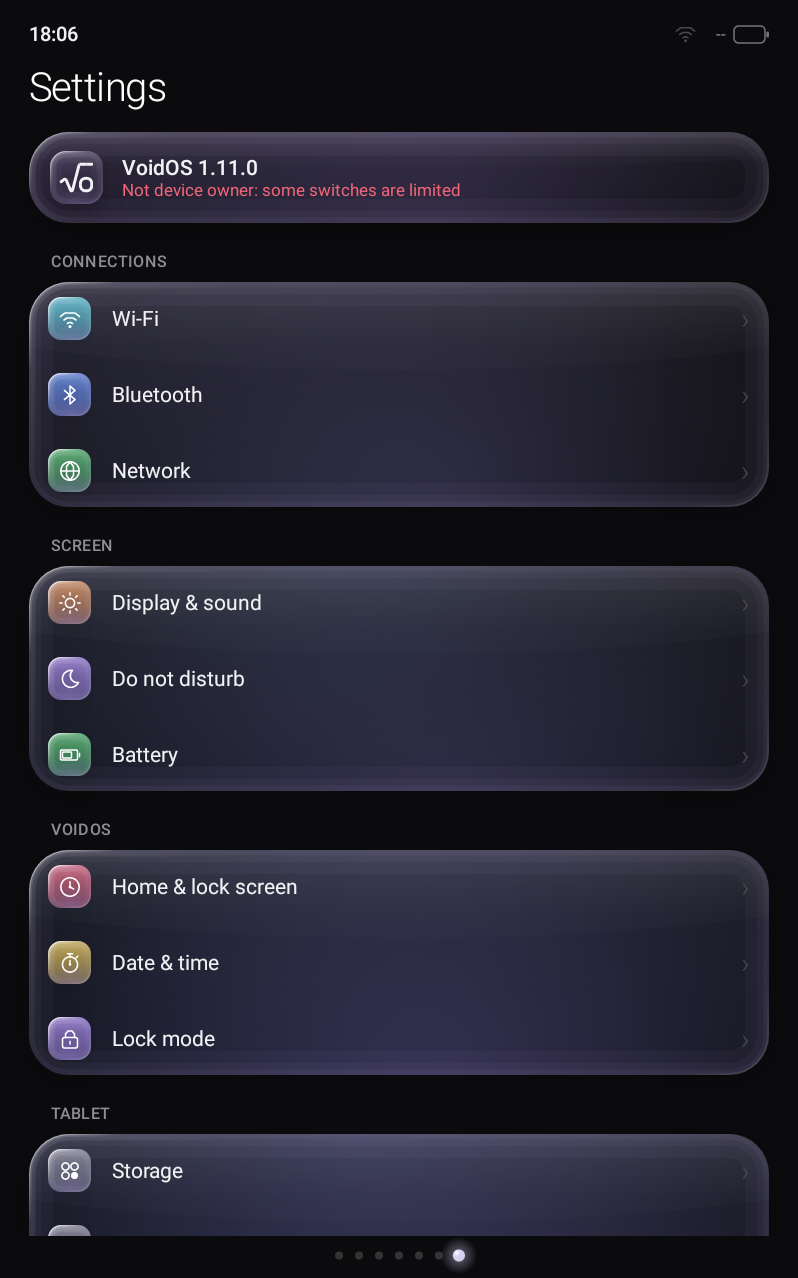 18:06
--
Settings
VoidOS 1.11.0
Not device owner: some switches are limited
CONNECTIONS
Wi-Fi
Bluetooth
Network
SCREEN
Display & sound
Do not disturb
Battery
VOIDOS
Home & lock screen
Date & time
Lock mode
TABLET
Storage